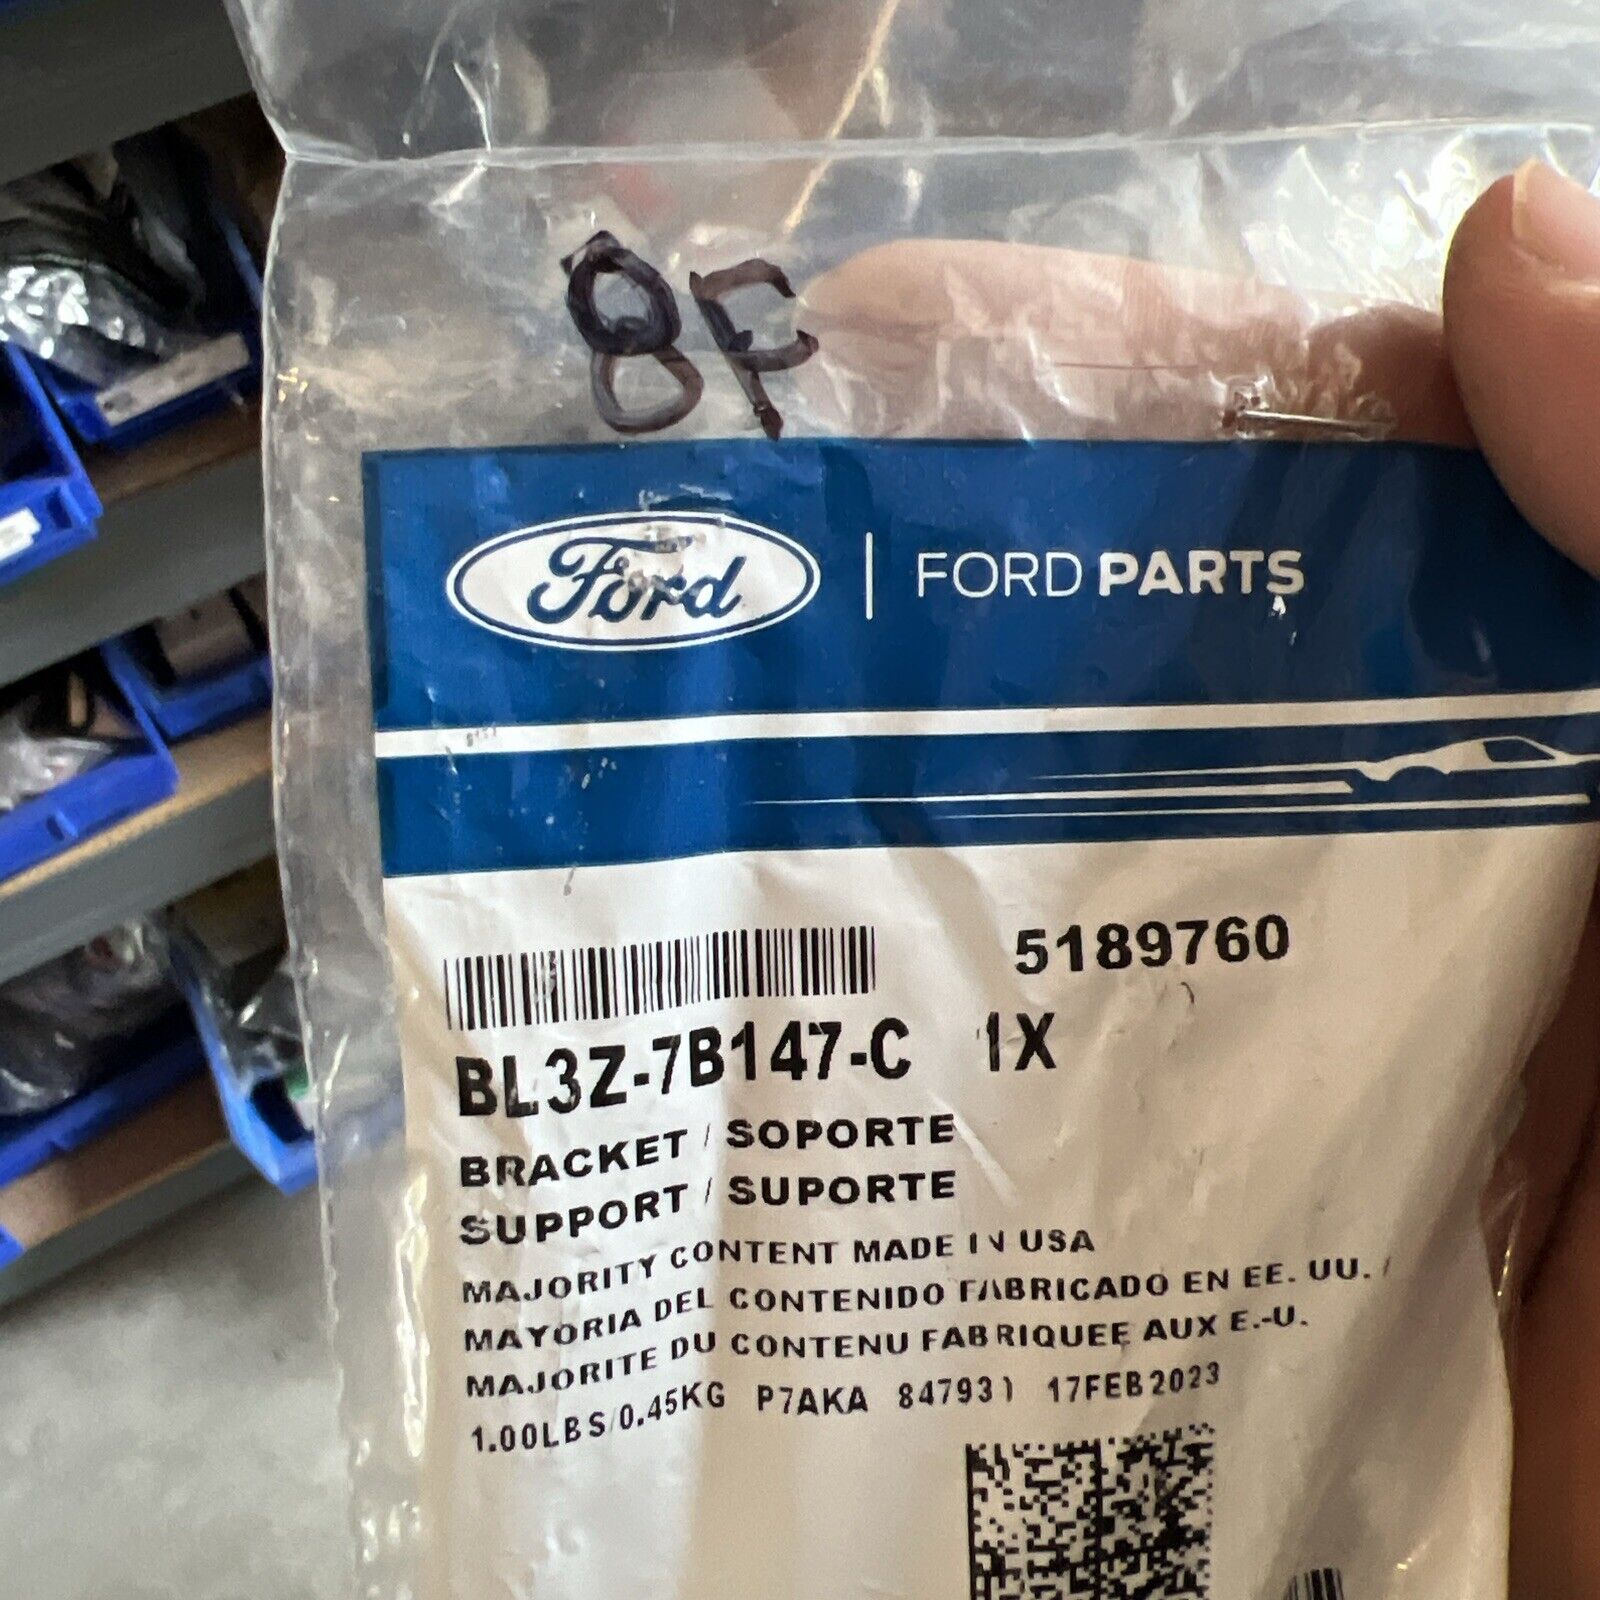 8F
Ford | FORD PARTS
5189760
BL3Z-7B147-C 1X
BRACKET / SOPORTE
SUPPORT / SUPORTE
MAJORITY CONTENT MADE IN USA
MAYORIA DEL CONTENIDO FABRICADO EN EE. UU. /
MAJORITE DU CONTENU FABRIQUEE AUX E.-U.
1.00LBS/0.45KG P7AKA 847931 17FEB2023